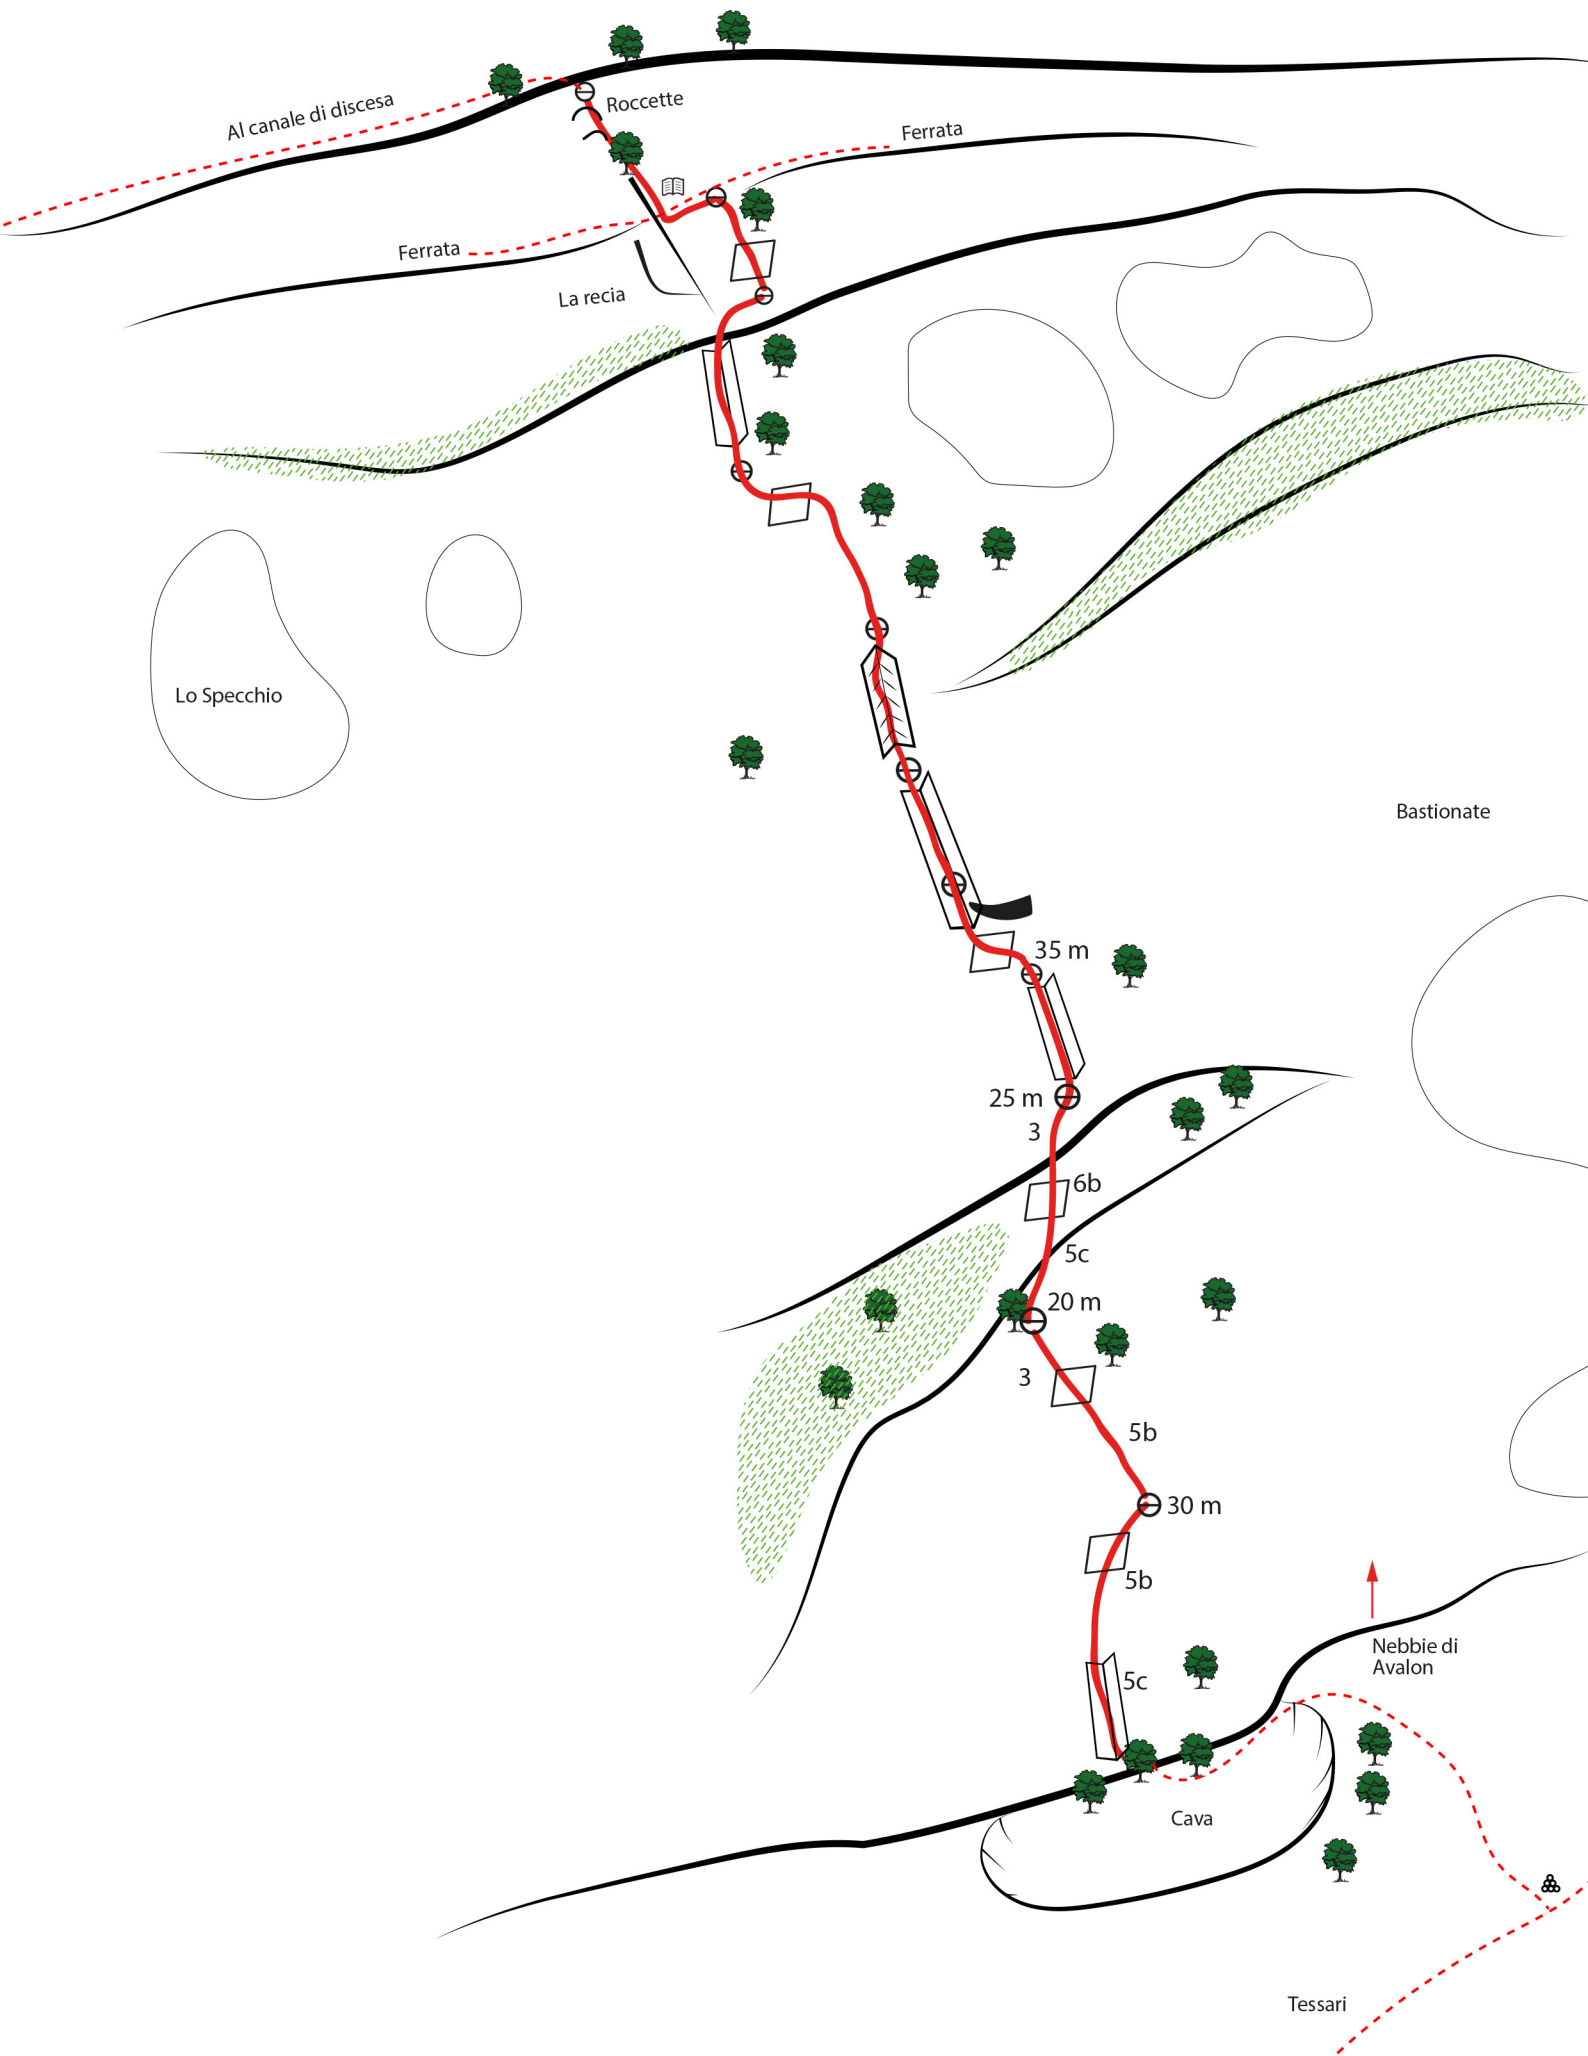 Al canale di discesa
Roccette
Ferrata
Ferrata
La recia
Lo Specchio
Bastionate
35 m
25 m
3
6b
5c
20 m
3
5b
30 m
5b
5c
Nebbie di
Avalon
Cava
Tessari